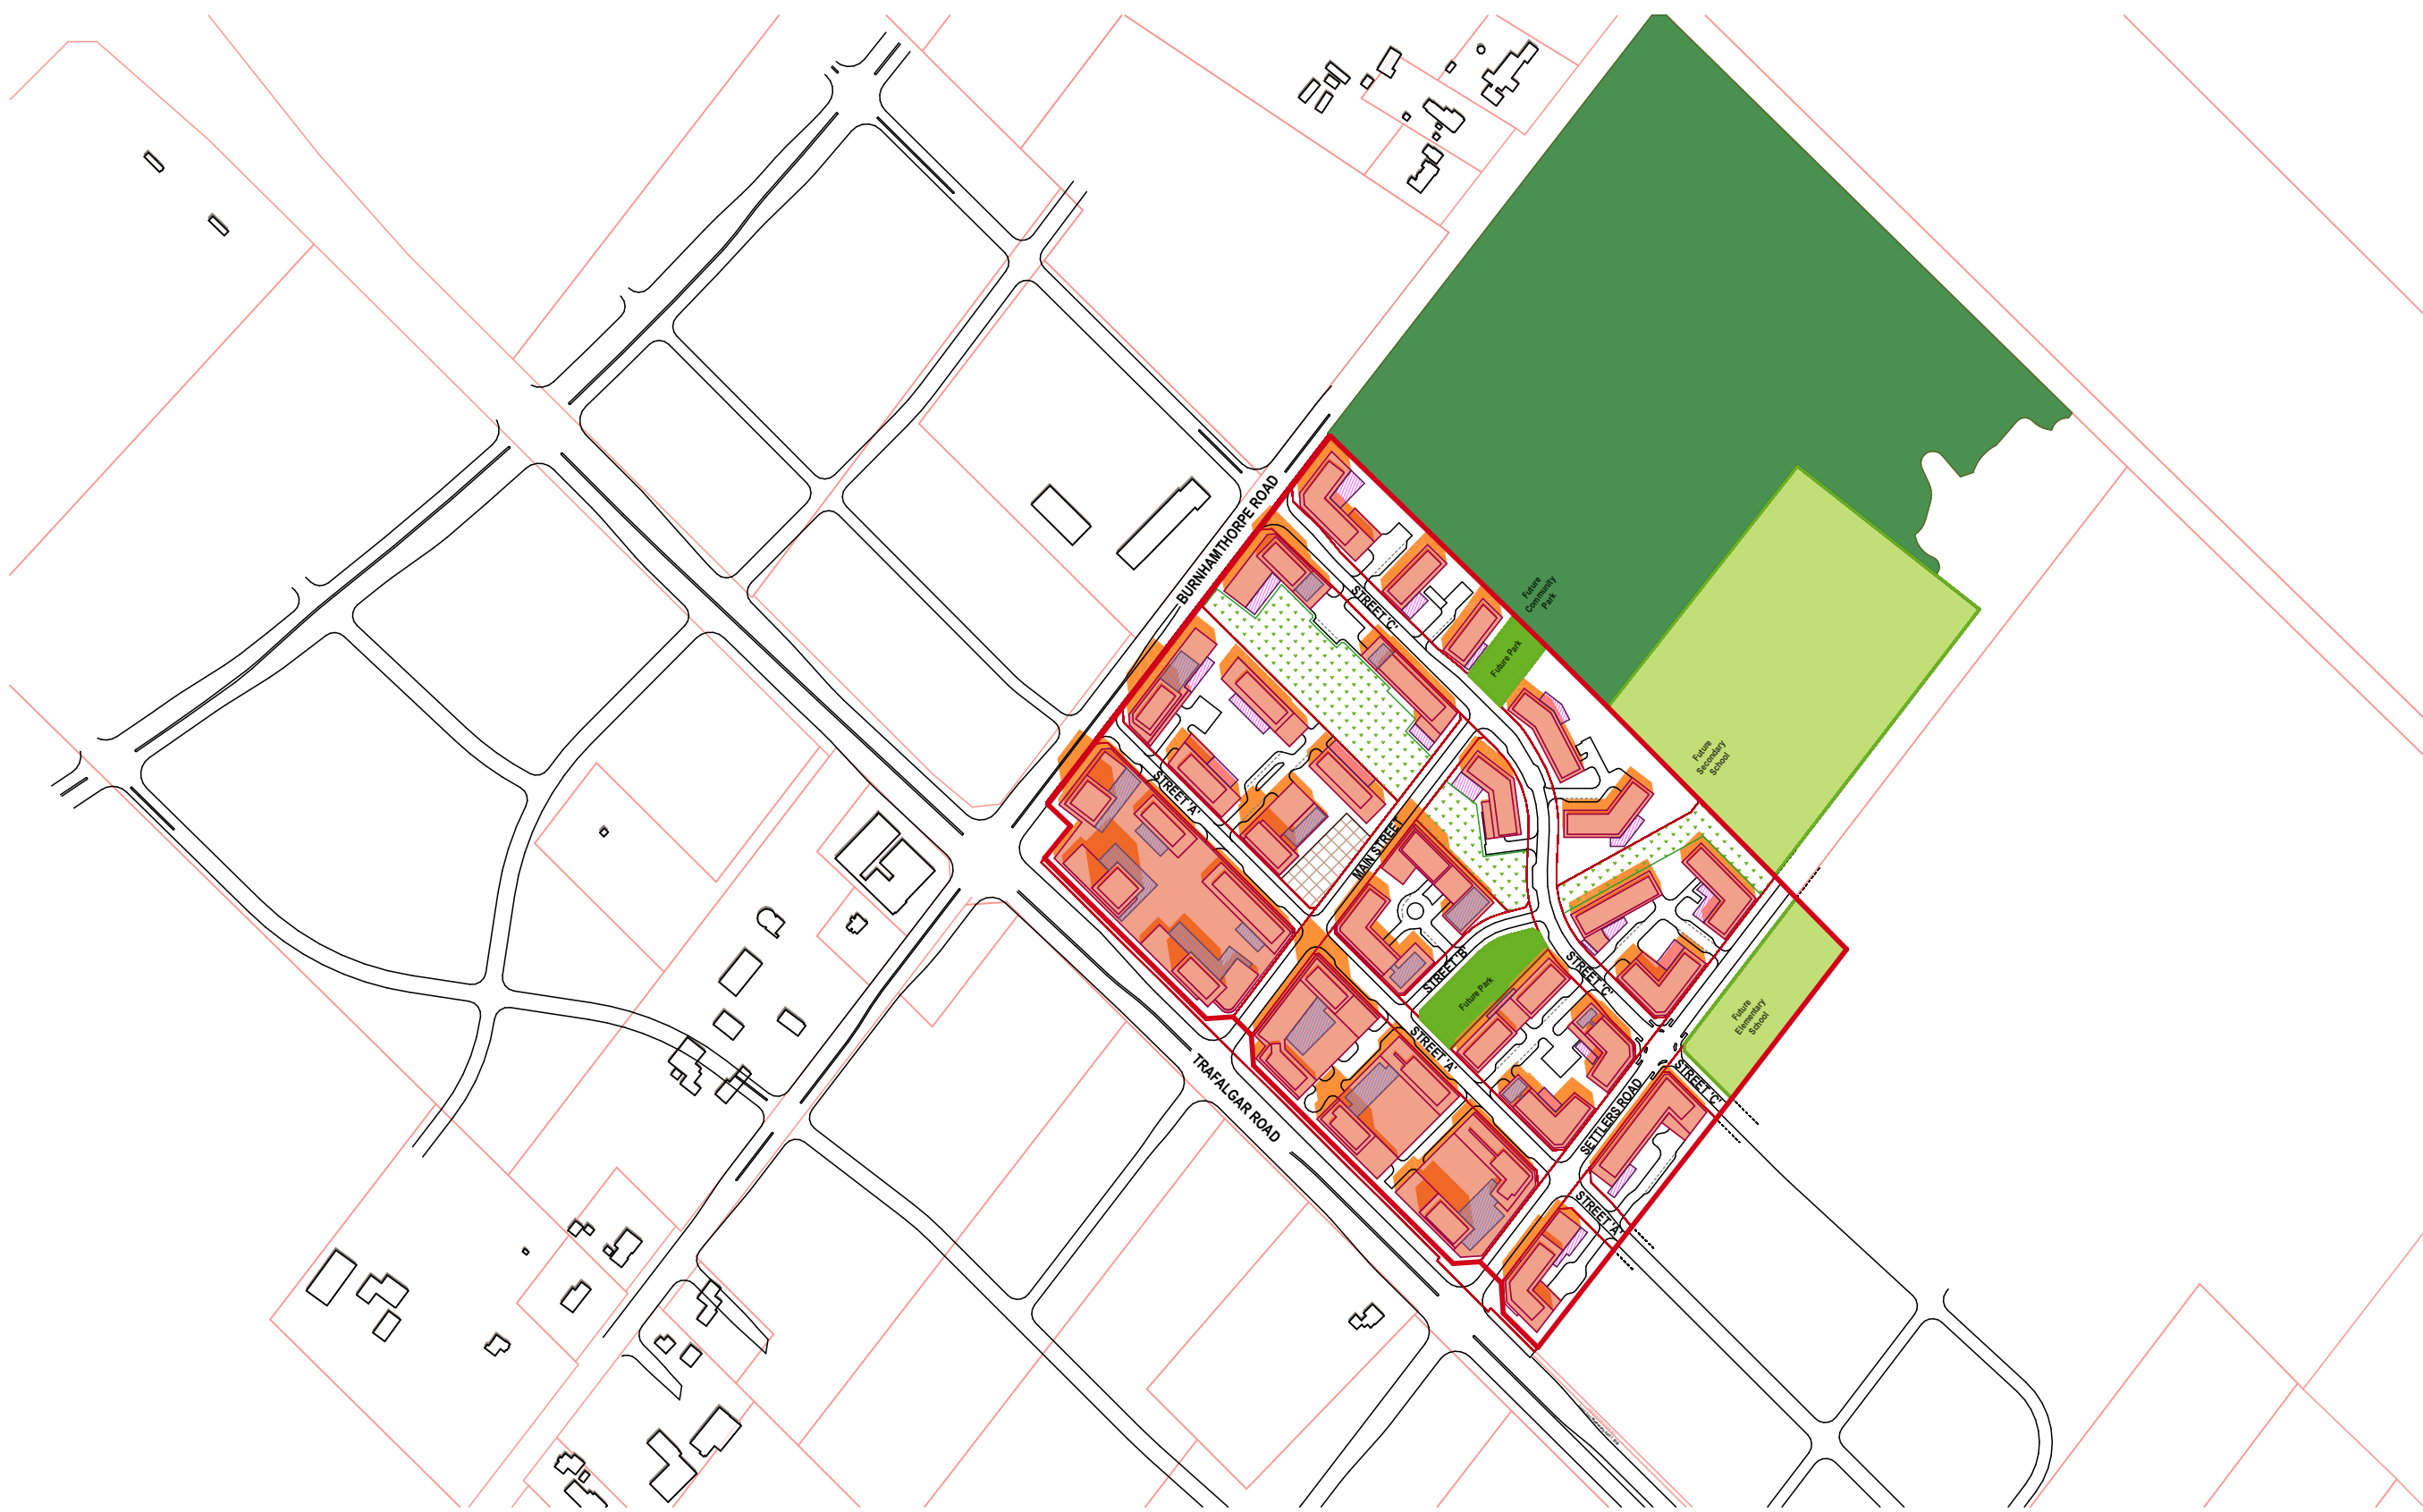 BURNHAMTHORPE ROAD
Future
Community
Park
STREET 'C'
Future Park
Future
Secondary
School
STREET 'A'
MAIN STREET
STREET 'B'
Future Park
STREET 'C'
Future
Elementary
School
STREET 'A'
TRAFALGAR ROAD
SETTLERS ROAD
STREET 'C'
STREET 'A'